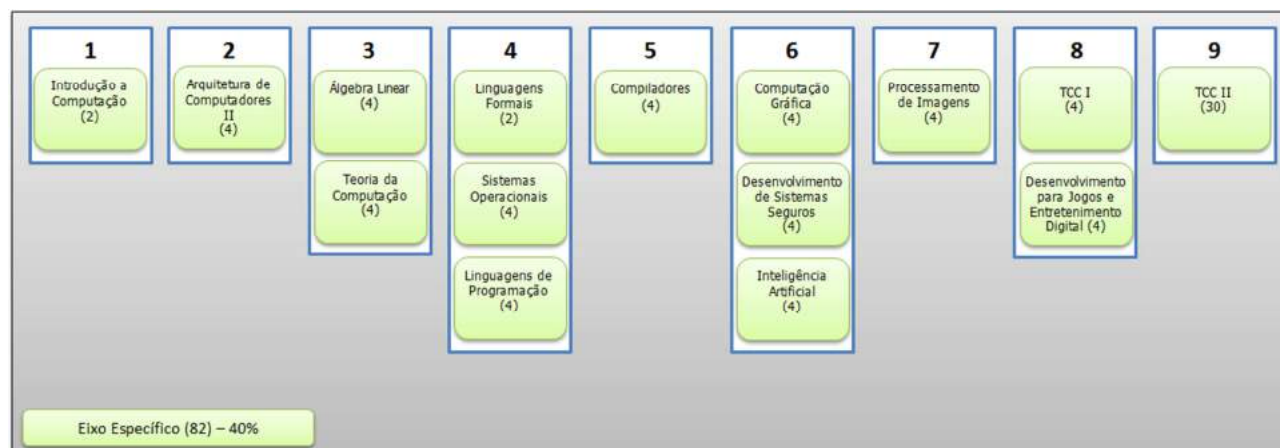 1
Introdução a
Computação
(2)
2
Arquitetura de
Computadores
II
(4)
3
Álgebra Linear
(4)
Teoria da
Computação
(4)
4
Linguagens
Formais
(2)
Sistemas
Operacionais
(4)
Linguagens de
Programação
(4)
5
Compiladores
(4)
6
Computação
Gráfica
(4)
Desenvolvimento
de Sistemas
Seguros
(4)
Inteligência
Artificial
(4)
7
Processamento
de Imagens
(4)
8
TCC I
(4)
Desenvolvimento
para Jogos e
Entretenimento
Digital (4)
9
TCC II
(30)
Eixo Específico (82) – 40%